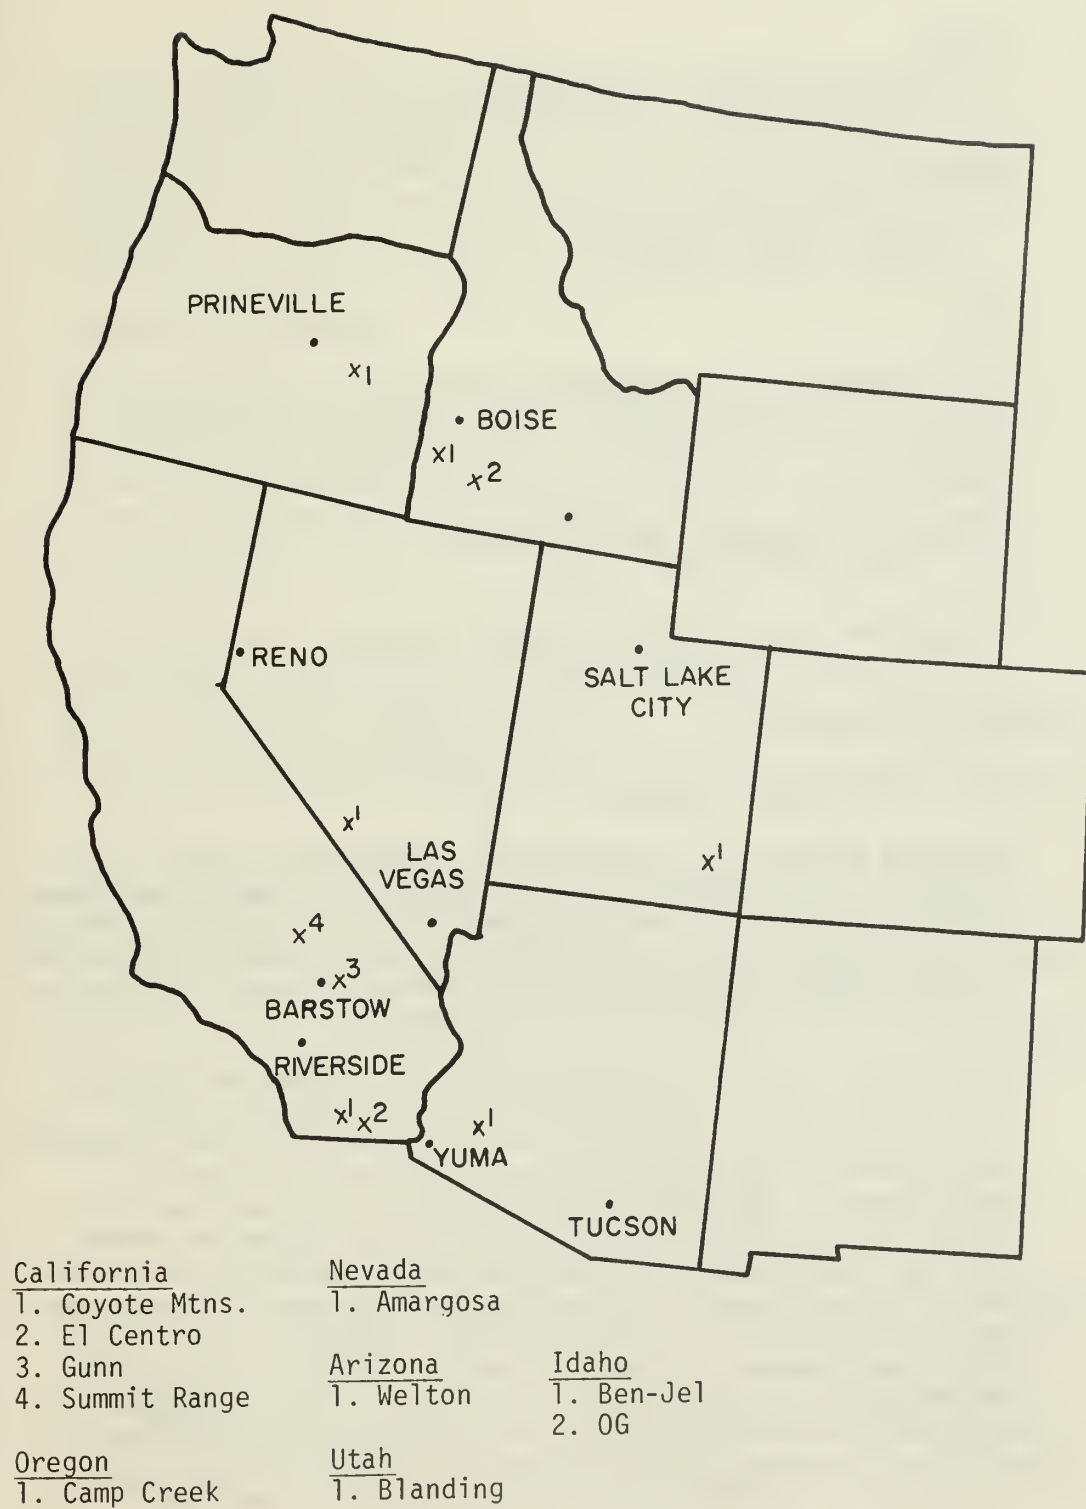 PRINEVILLE
x1
BOISE
x1
x2
RENO
SALT LAKE
CITY
x1
LAS
VEGAS
x1
x4
x3
BARSTOW
RIVERSIDE
x1 x2
x1
YUMA
TUCSON
California
1. Coyote Mtns.
2. El Centro
3. Gunn
4. Summit Range
Nevada
1. Amargosa
Arizona
1. Welton
Idaho
1. Ben-Jel
2. OG
Oregon
1. Camp Creek
Utah
1. Blanding